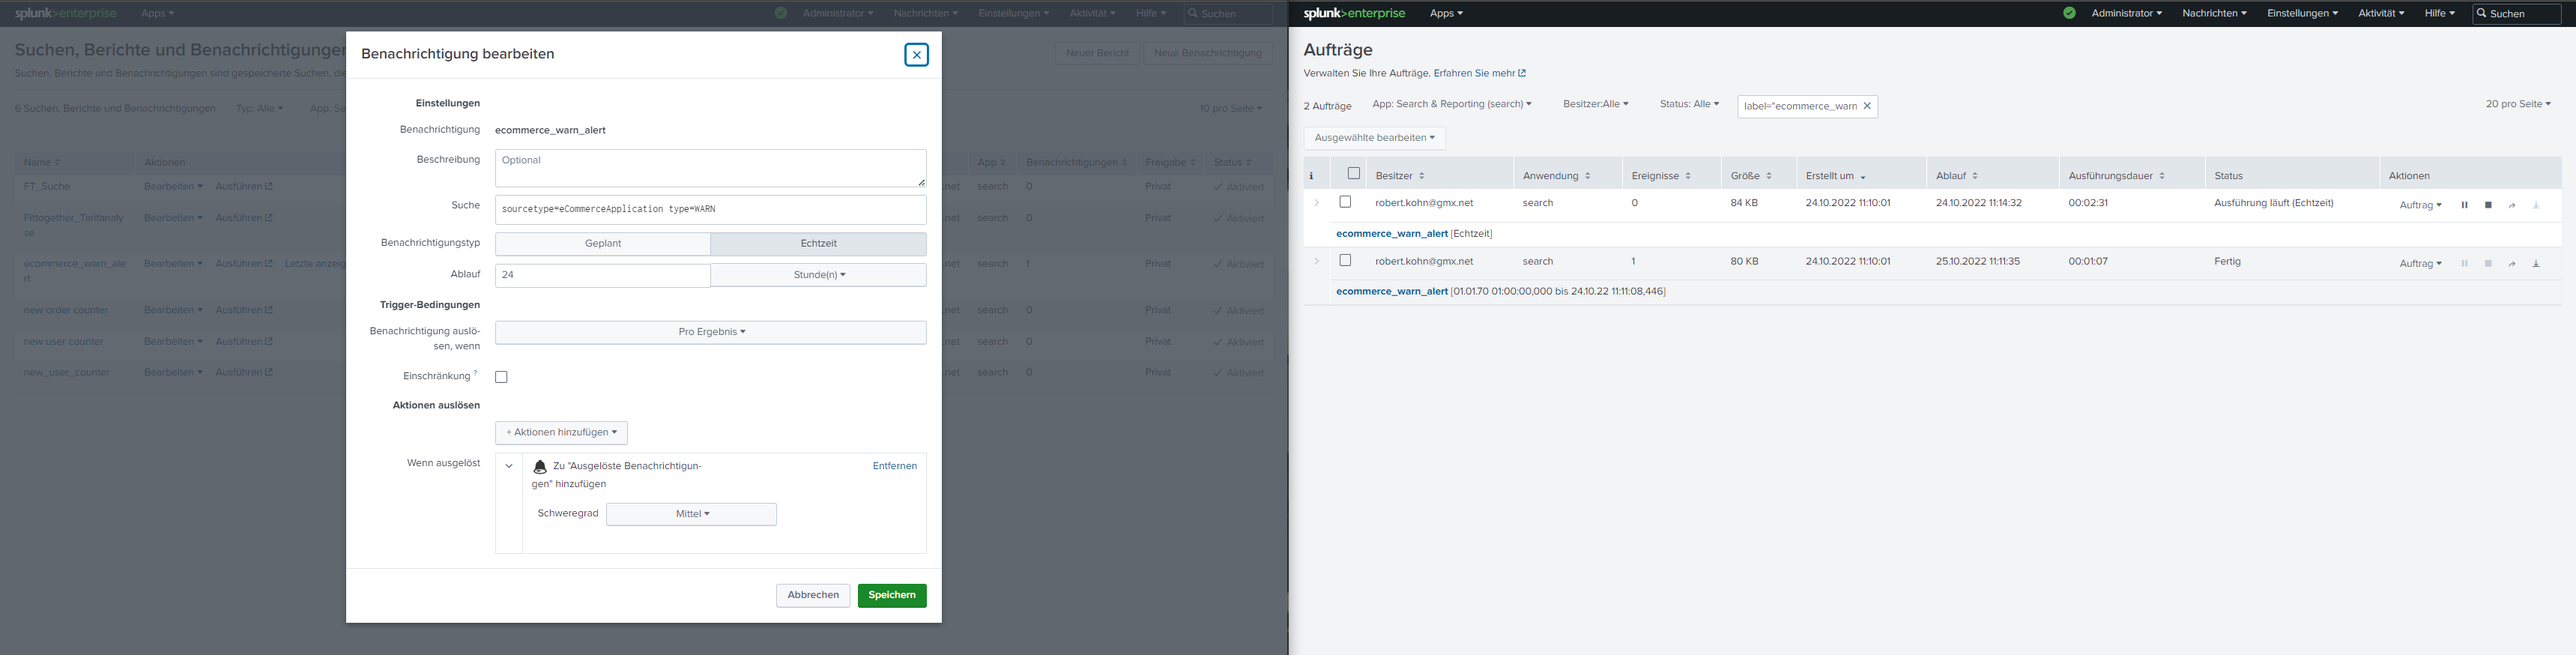 splunk>enterprise Apps Administrator Nachrichten Einstellungen Aktivität Hilfe Suchen
Suchen, Berichte und Benachrichtigungen
Suchen, Berichte und Benachrichtigungen sind gespeicherte Suchen, die
Neuer Bericht Neue Benachrichtigung
6 Suchen, Berichte und Benachrichtigungen Typ: Alle App: Se 10 pro Seite
Name Aktionen App Benachrichtigungen Freigabe Status
FT_Suche Bearbeiten Ausführen .net search 0 Privat Aktiviert
Fittogether_Tarifanaly
se Bearbeiten Ausführen .net search 0 Privat Aktiviert
ecommerce_warn_ale
rt Bearbeiten Ausführen Letzte anzeig .net search 1 Privat Aktiviert
new order counter Bearbeiten Ausführen .net search 0 Privat Aktiviert
new user counter Bearbeiten Ausführen .net search 0 Privat Aktiviert
new_user_counter Bearbeiten Ausführen .net search 0 Privat Aktiviert
Benachrichtigung bearbeiten
Einstellungen
Benachrichtigung ecommerce_warn_alert
Beschreibung Optional
Suche sourcetype=eCommerceApplication type=WARN
Benachrichtigungstyp Geplant Echtzeit
Ablauf 24 Stunde(n)
Trigger-Bedingungen
Benachrichtigung auslö-
sen, wenn Pro Ergebnis
Einschränkung ?
Aktionen auslösen
+ Aktionen hinzufügen
Wenn ausgelöst Zu "Ausgelöste Benachrichtigun-
gen" hinzufügen Entfernen
Schweregrad Mittel
Abbrechen Speichern
splunk>enterprise Apps Administrator Nachrichten Einstellungen Aktivität Hilfe Suchen
Aufträge
Verwalten Sie Ihre Aufträge. Erfahren Sie mehr
2 Aufträge App: Search & Reporting (search) Besitzer:Alle Status: Alle label="ecommerce_warn 20 pro Seite
Ausgewählte bearbeiten
i Besitzer Anwendung Ereignisse Größe Erstellt um Ablauf Ausführungsdauer Status Aktionen
robert.kohn@gmx.net search 0 84 KB 24.10.2022 11:10:01 24.10.2022 11:14:32 00:02:31 Ausführung läuft (Echtzeit) Auftrag
ecommerce_warn_alert [Echtzeit]
robert.kohn@gmx.net search 1 80 KB 24.10.2022 11:10:01 25.10.2022 11:11:35 00:01:07 Fertig Auftrag
ecommerce_warn_alert [01.01.70 01:00:00,000 bis 24.10.22 11:11:08,446]